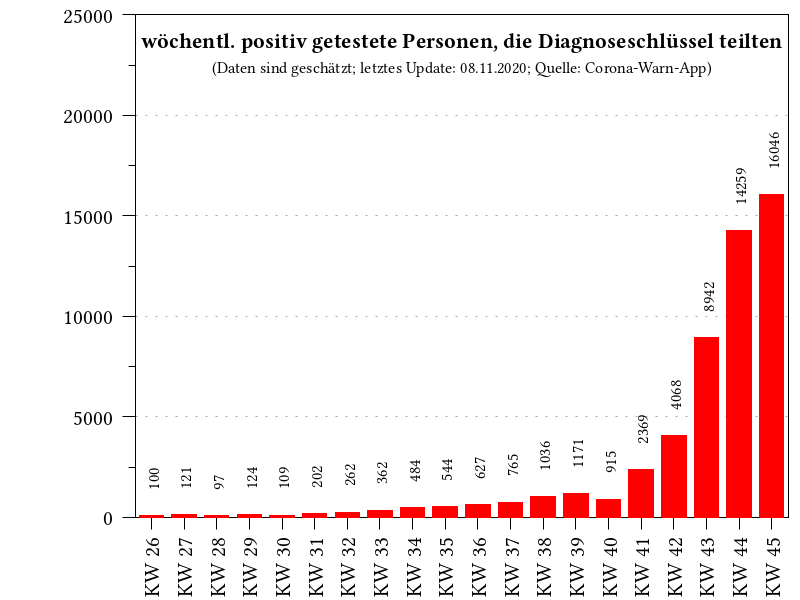 wöchentl. positiv getestete Personen, die Diagnoseschlüssel teilten
(Daten sind geschätzt; letztes Update: 08.11.2020; Quelle: Corona-Warn-App)
25000
20000
15000
10000
5000
0
100
121
97
124
109
202
262
362
484
544
627
765
1036
1171
915
2369
4068
8942
14259
16046
KW 26
KW 27
KW 28
KW 29
KW 30
KW 31
KW 32
KW 33
KW 34
KW 35
KW 36
KW 37
KW 38
KW 39
KW 40
KW 41
KW 42
KW 43
KW 44
KW 45